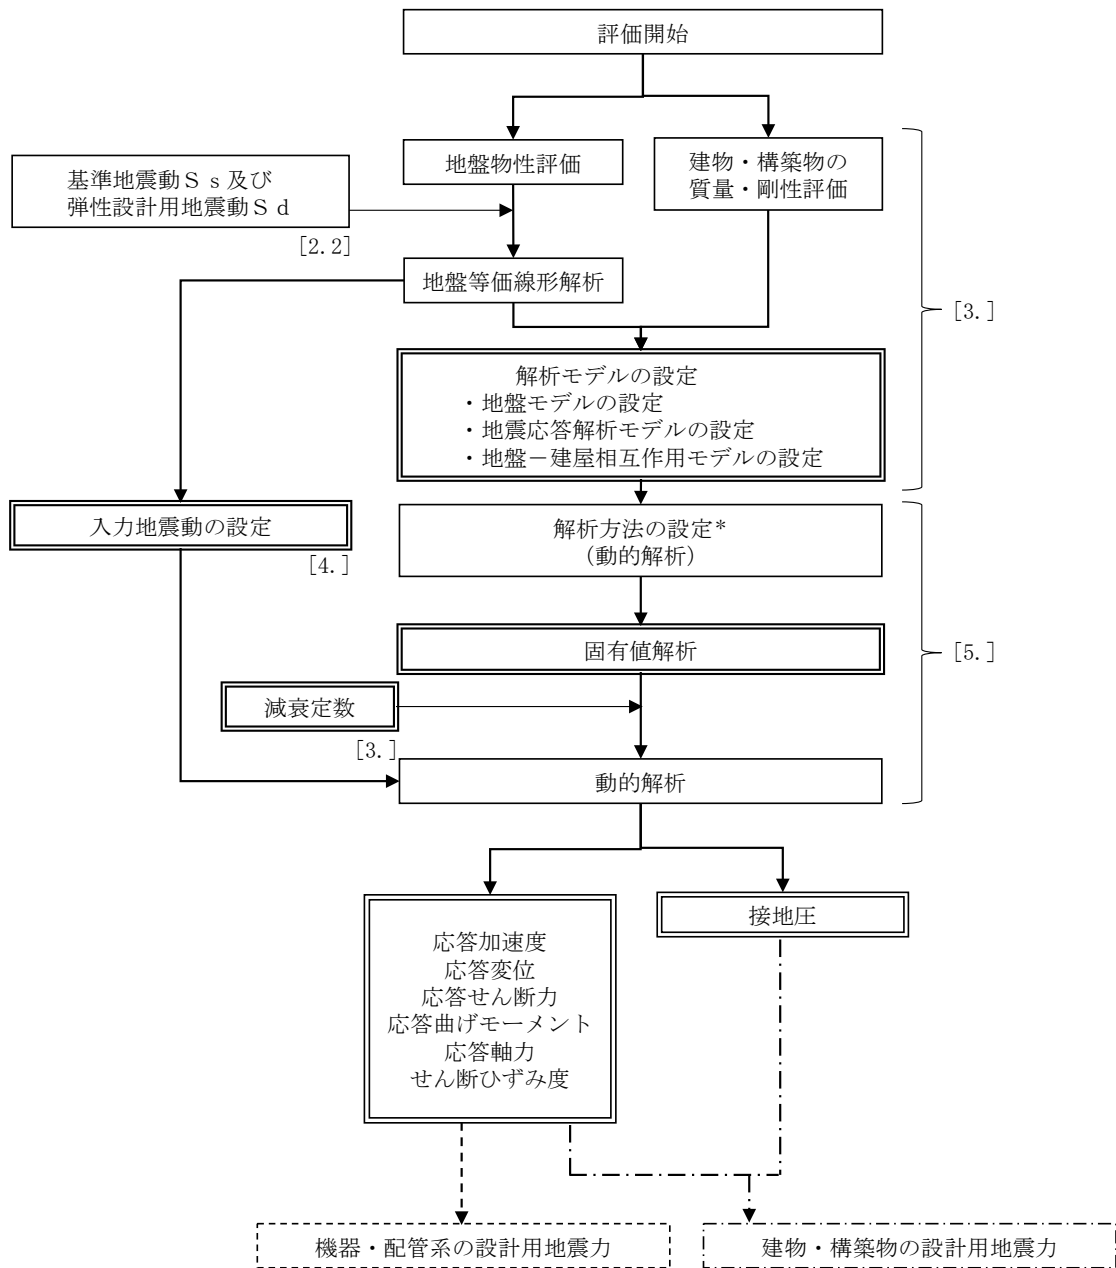 評価開始
地盤物性評価
建物・構築物の
質量・剛性評価
基準地震動Ｓｓ及び
弾性設計用地震動Ｓｄ
[2.2]
地盤等価線形解析
[3.]
解析モデルの設定
・地盤モデルの設定
・地震応答解析モデルの設定
・地盤－建屋相互作用モデルの設定
入力地震動の設定
[4.]
解析方法の設定*
（動的解析）
固有値解析
[5.]
減衰定数
[3.]
動的解析
応答加速度
応答変位
応答せん断力
応答曲げモーメント
応答軸力
せん断ひずみ度
接地圧
機器・配管系の設計用地震力
建物・構築物の設計用地震力